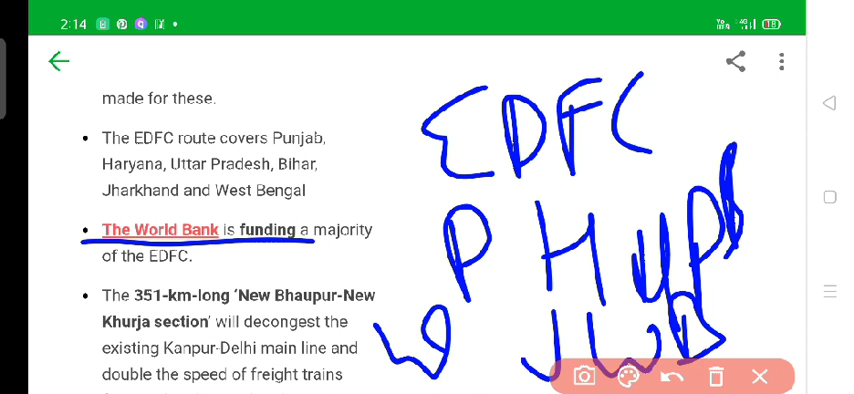 2:14
18
made for these.
• The EDFC route covers Punjab,
Haryana, Uttar Pradesh, Bihar,
Jharkhand and West Bengal
• The World Bank is funding a majority
of the EDFC.
• The 351-km-long 'New Bhaupur-New
Khurja section' will decongest the
existing Kanpur-Delhi main line and
double the speed of freight trains
EDFC
P H UP B
J WB